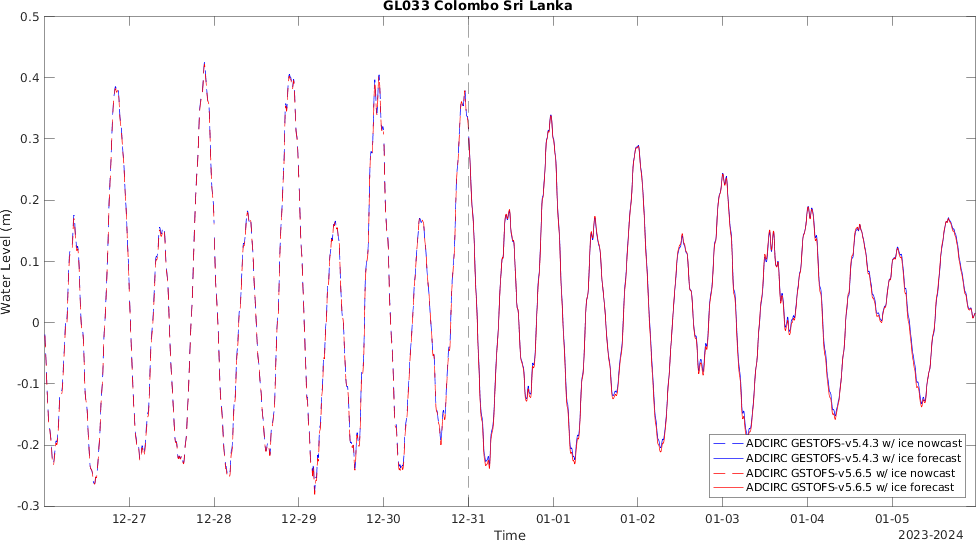 GL033 Colombo Sri Lanka
0.5
0.4
0.3
0.2
0.1
0
-0.1
-0.2
-0.3
Water Level (m)
ADCIRC GESTOFS-v5.4.3 w/ ice nowcast
ADCIRC GESTOFS-v5.4.3 w/ ice forecast
ADCIRC GSTOFS-v5.6.5 w/ ice nowcast
ADCIRC GSTOFS-v5.6.5 w/ ice forecast
12-27 12-28 12-29 12-30 12-31 01-01 01-02 01-03 01-04 01-05
Time
2023-2024